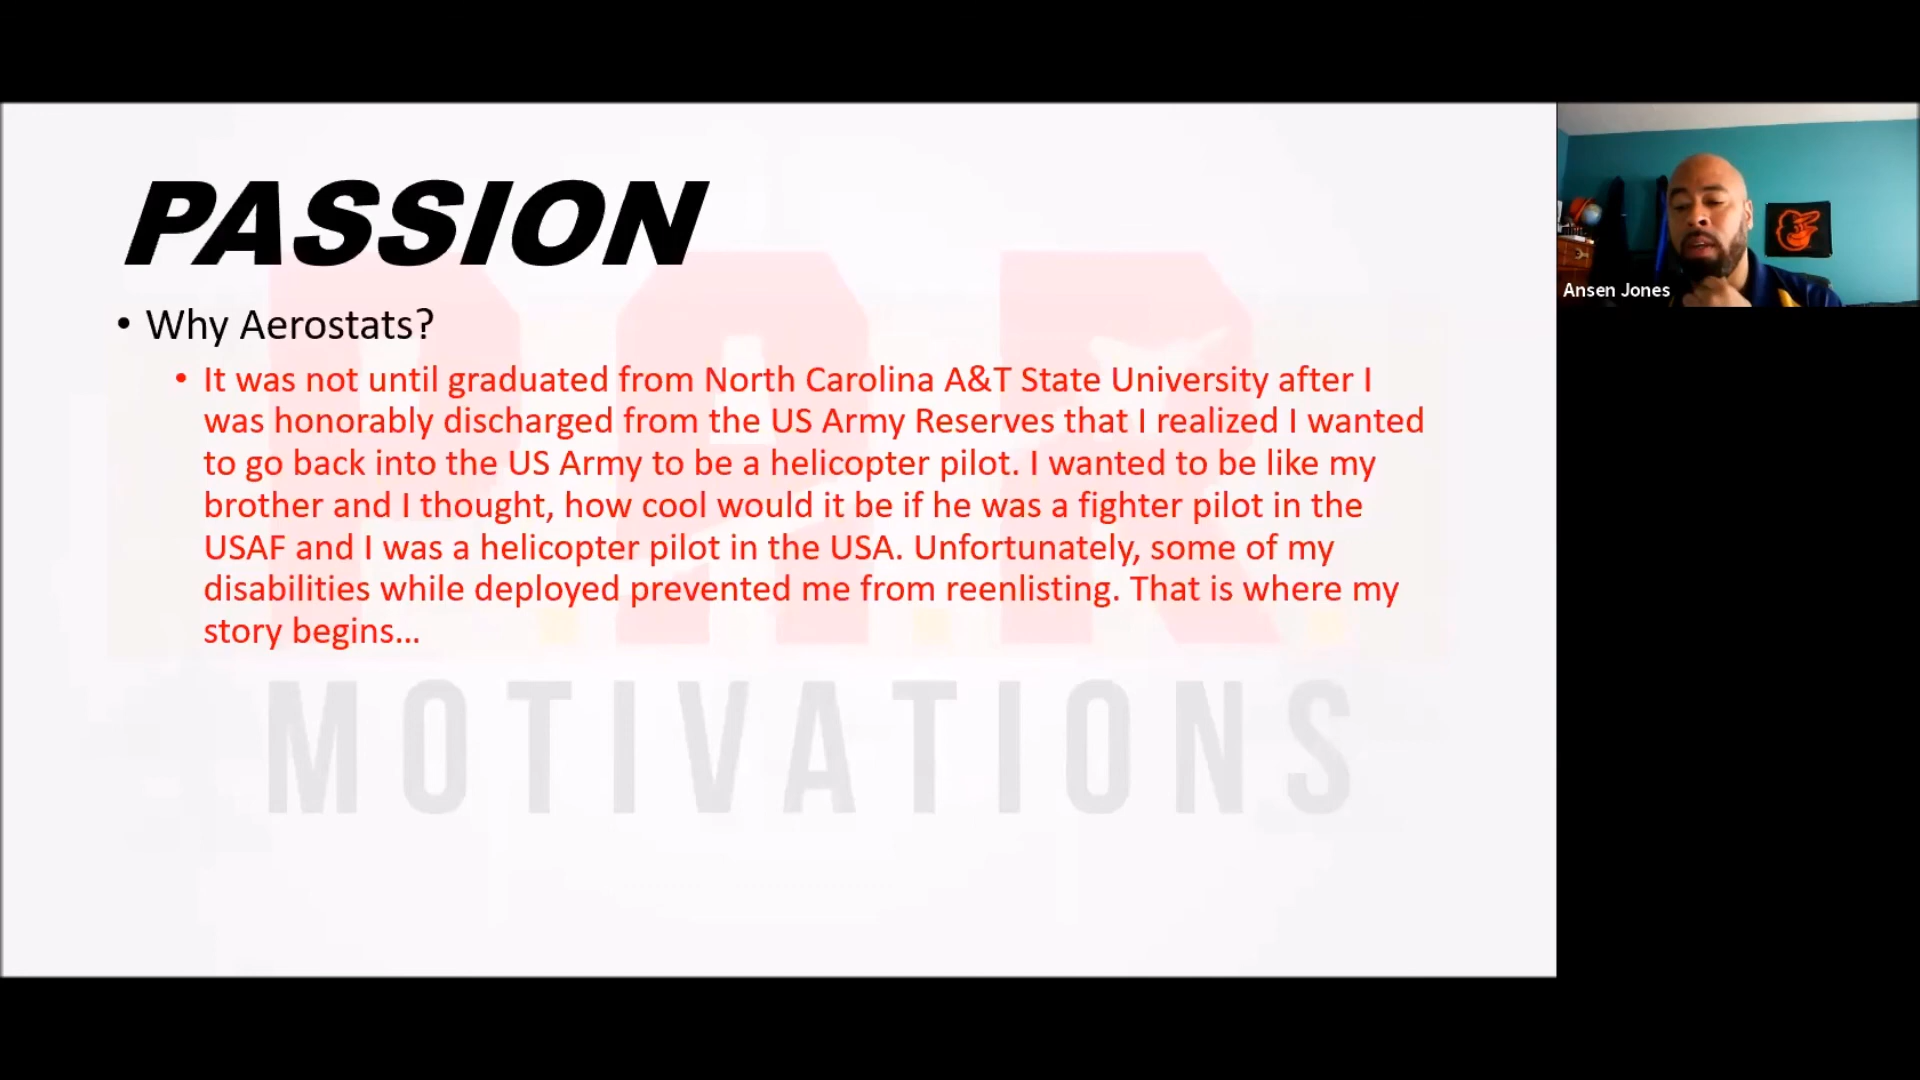 PASSION
• Why Aerostats?
• It was not until graduated from North Carolina A&T State University after I
was honorably discharged from the US Army Reserves that I realized I wanted
to go back into the US Army to be a helicopter pilot. I wanted to be like my
brother and I thought, how cool would it be if he was a fighter pilot in the
USAF and I was a helicopter pilot in the USA. Unfortunately, some of my
disabilities while deployed prevented me from reenlisting. That is where my
story begins...
P.A.R.
MOTIVATIONS
Ansen Jones